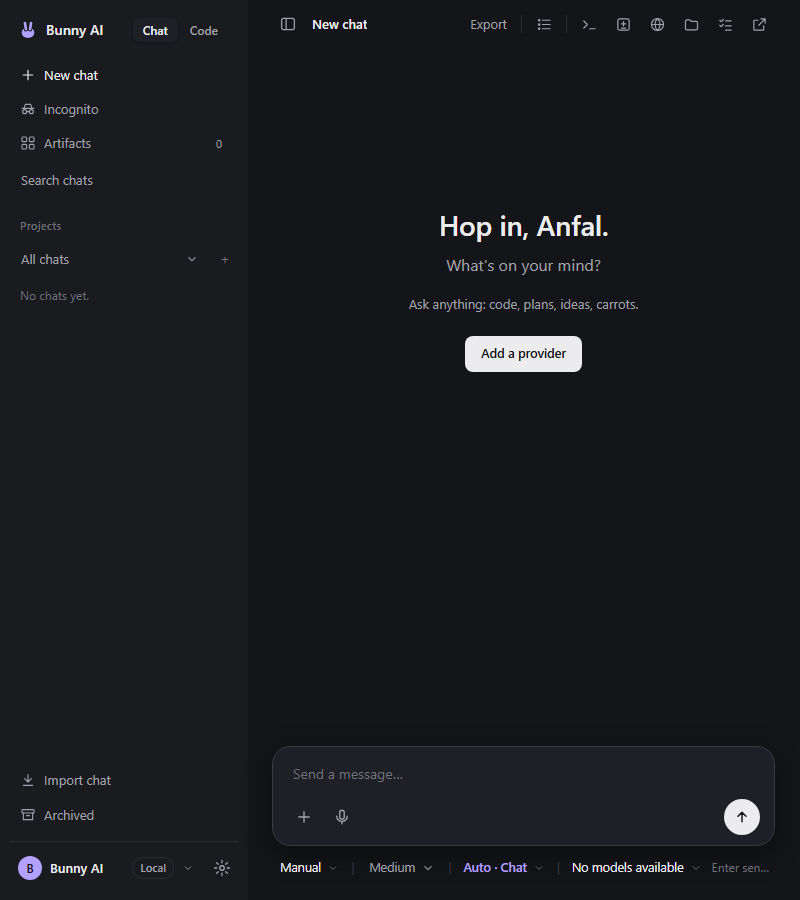 Bunny AI
Chat
Code
New chat
Incognito
Artifacts
0
Search chats
Projects
All chats
+
No chats yet.
Import chat
Archived
B
Bunny AI
Local
New chat
Export
Hop in, Anfal.
What's on your mind?
Ask anything: code, plans, ideas, carrots.
Add a provider
Send a message...
Manual
Medium
Auto · Chat
No models available
Enter sen...